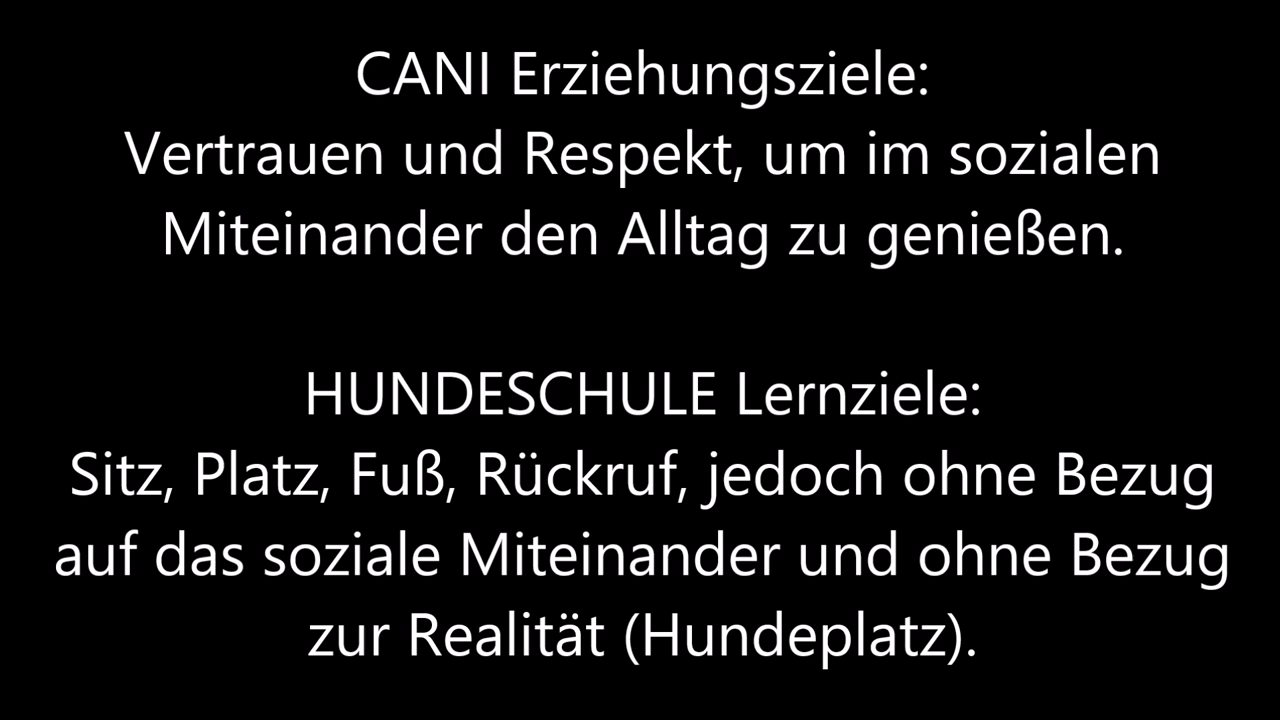 CANI Erziehungsziele:
Vertrauen und Respekt, um im sozialen
Miteinander den Alltag zu genießen.
HUNDESCHULE Lernziele:
Sitz, Platz, Fuß, Rückruf, jedoch ohne Bezug
auf das soziale Miteinander und ohne Bezug
zur Realität (Hundeplatz).